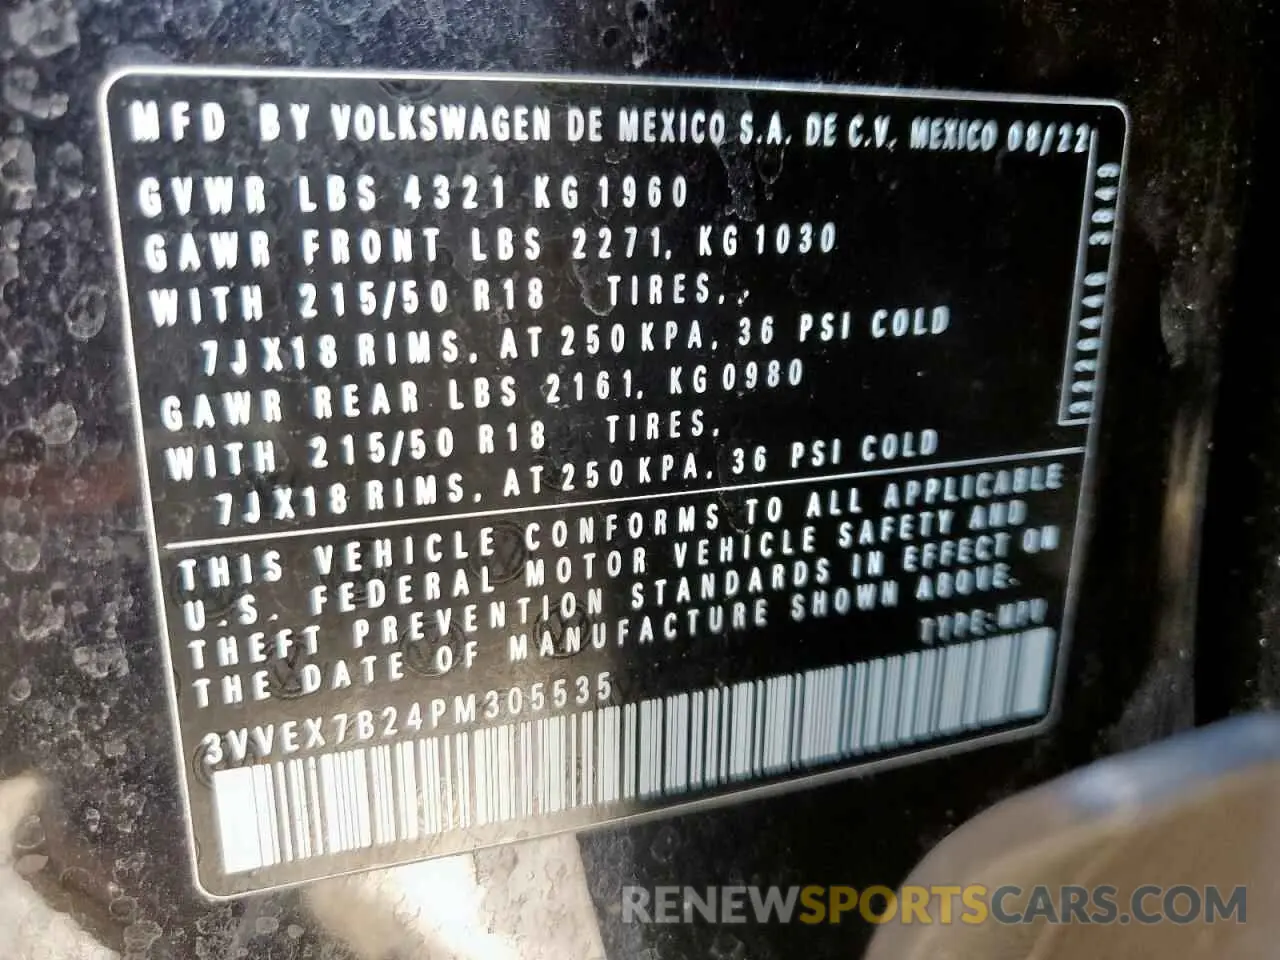 MFD BY VOLKSWAGEN DE MEXICO S.A. DE C.V. MEXICO 08/22
GVWR LBS 4321 KG 1960
GAWR FRONT LBS 2271, KG 1030
WITH 215/50 R18 TIRES,
7JX18 RIMS, AT 250 KPA, 36 PSI COLD
GAWR REAR LBS 2161, KG 0980
WITH 215/50 R18 TIRES,
7JX18 RIMS, AT 250 KPA, 36 PSI COLD
THIS VEHICLE CONFORMS TO ALL APPLICABLE
U.S. FEDERAL MOTOR VEHICLE SAFETY AND
THEFT PREVENTION STANDARDS IN EFFECT ON
THE DATE OF MANUFACTURE SHOWN ABOVE.
TYPE:MPV
3VVEX7B24PM305535
RENEWSPORTSCARS.COM